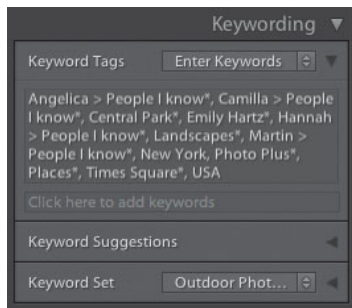 Keywording
Keyword Tags Enter Keywords
Angelica > People I know*, Camilla > People
I know*, Central Park*, Emily Hartz*, Hannah
> People I know*, Landscapes*, Martin >
People I know*, New York, Photo Plus*,
Places*, Times Square*, USA
Click here to add keywords
Keyword Suggestions
Keyword Set Outdoor Phot...